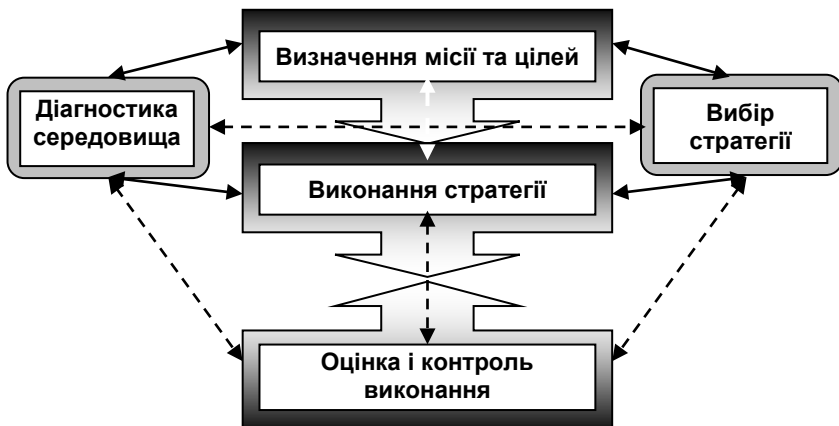 Визначення місії та цілей
Діагностика
середовища
Вибір
стратегії
Виконання стратегії
Оцінка і контроль
виконання